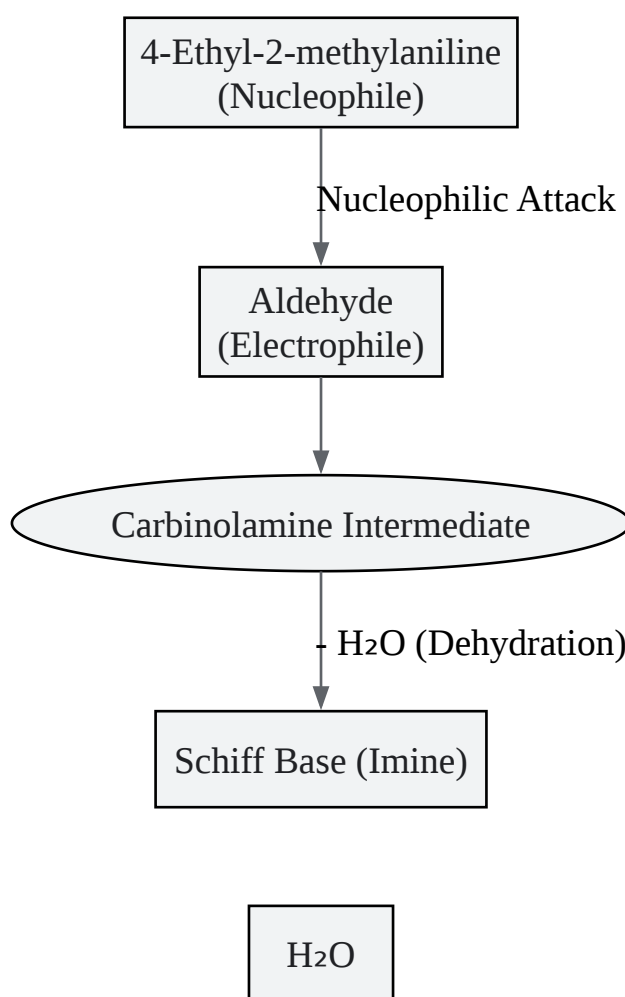 4-Ethyl-2-methylaniline
(Nucleophile)
Nucleophilic Attack
Aldehyde
(Electrophile)
Carbinolamine Intermediate
- H₂O (Dehydration)
Schiff Base (Imine)
H₂O